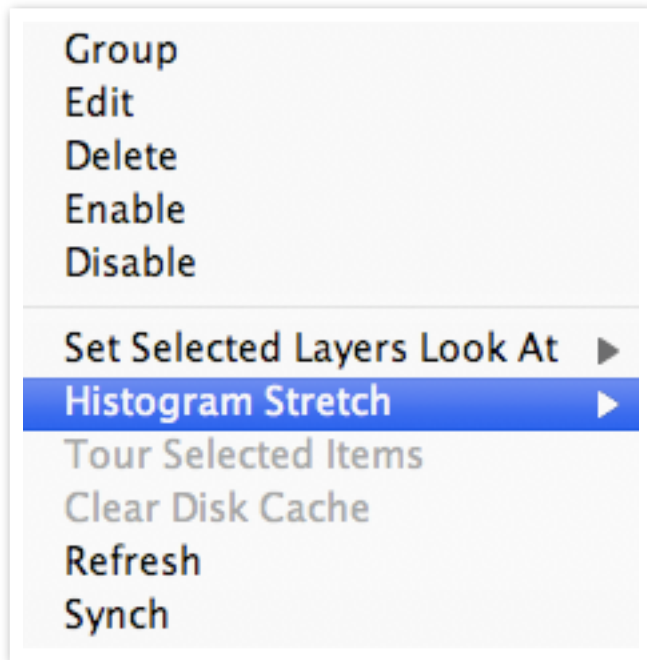 Group
Edit
Delete
Enable
Disable
Set Selected Layers Look At
Histogram Stretch
Tour Selected Items
Clear Disk Cache
Refresh
Synch